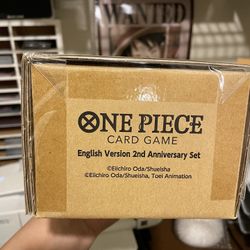 WANTED
ONE PIECE
CARD GAME
English Version 2nd Anniversary Set
©Eiichiro Oda/Shueisha
©Eiichiro Oda/Shueisha, Toei Animation